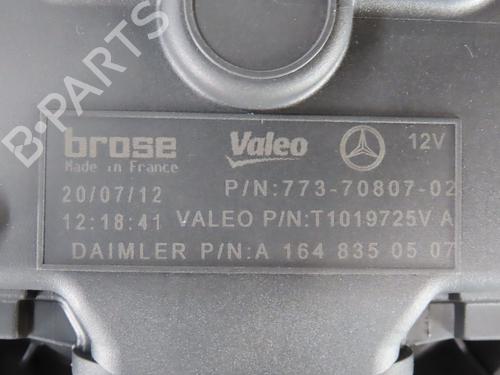 B-PARTS
brose Valeo 12V
Made in France
20/07/12 P/N:773-70807-02
12:18:41 VALEO P/N:T1019725V A
DAIMLER P/N:A 164 835 05 07